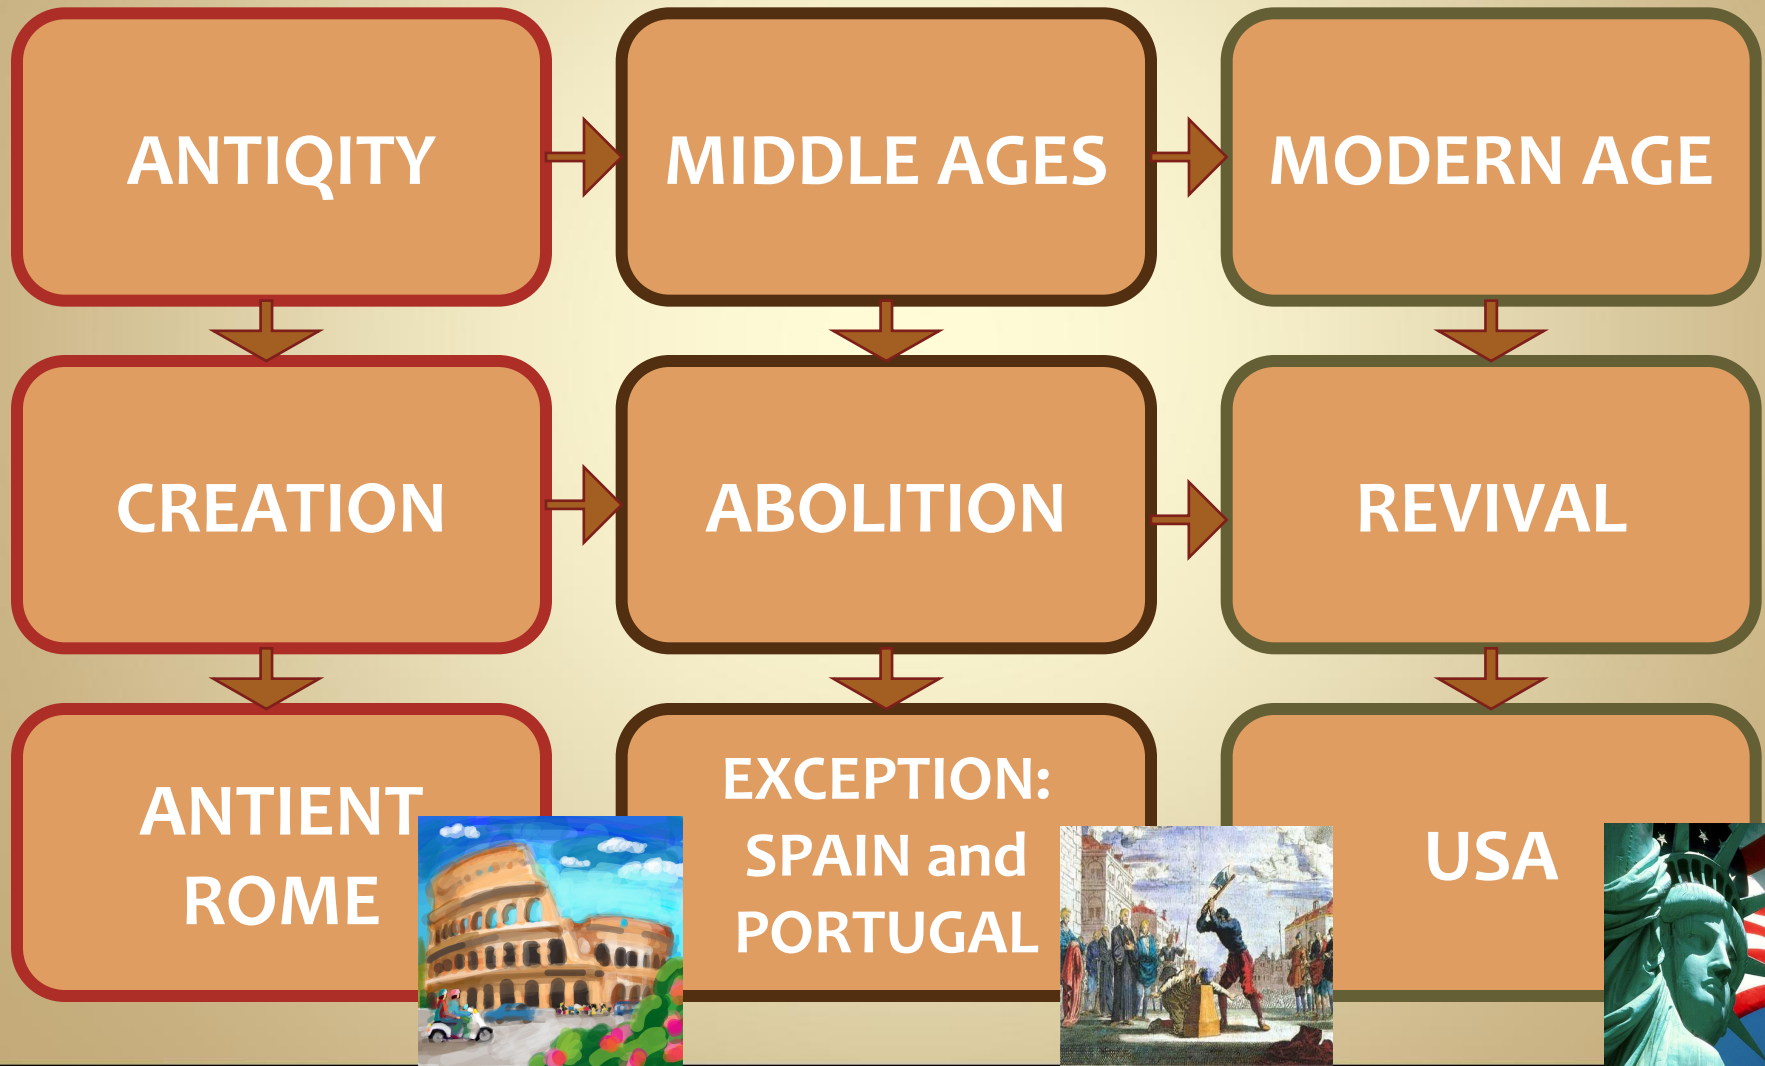 ANTIQITY
MIDDLE AGES
MODERN AGE
CREATION
ABOLITION
REVIVAL
ANTIENT
ROME
EXCEPTION:
SPAIN and
PORTUGAL
USA